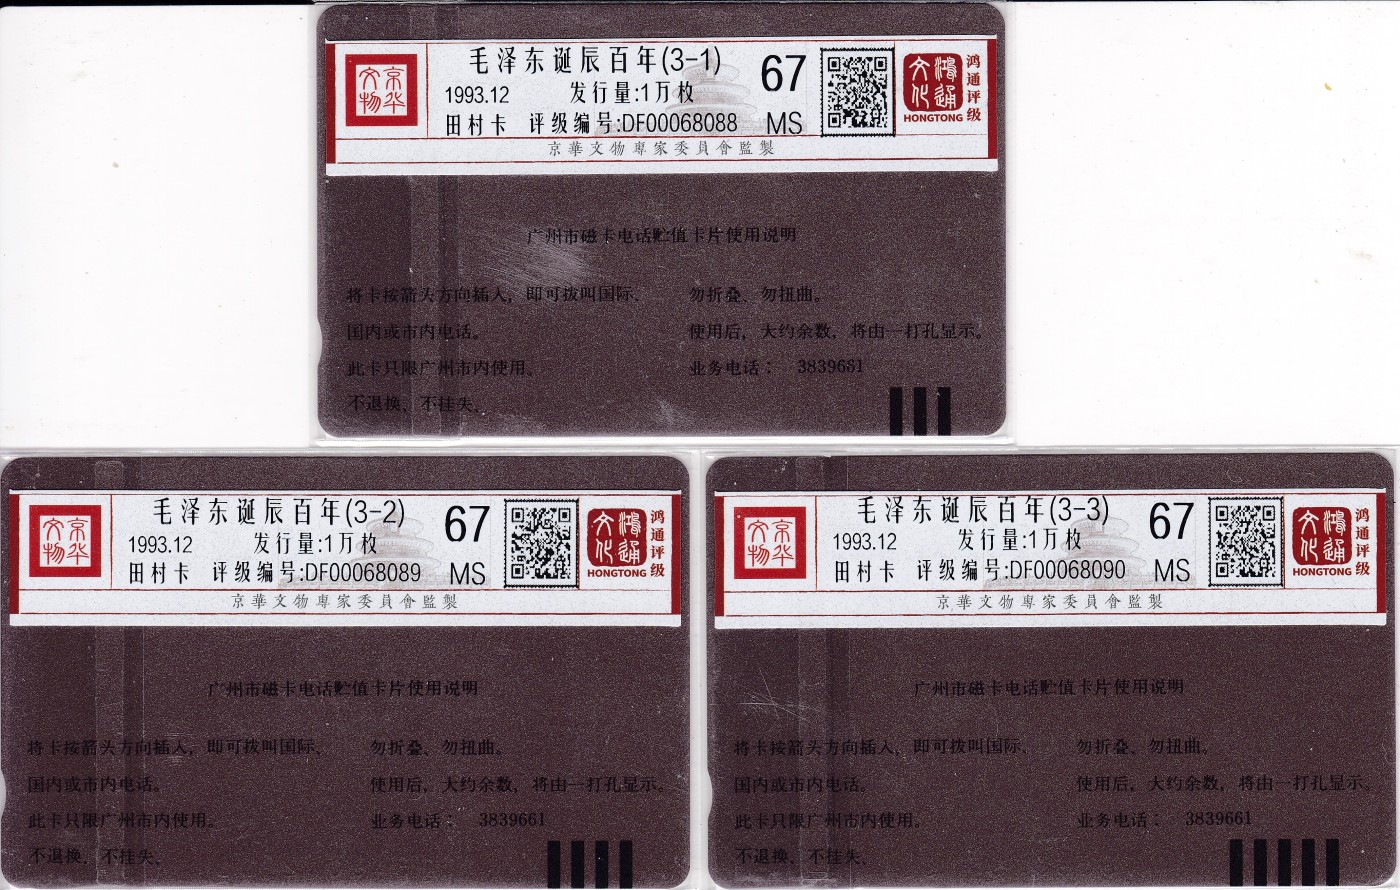 京华文物
毛泽东诞辰百年(3-1)
1993.12 发行量:1万枚
田村卡 评级编号:DF00068088
67
MS
鸿通文化
HONGTONG
鸿通评级
京華文物專家委員會監製
广州市磁卡电话贮值卡片使用说明
将卡按箭头方向插入，即可拨叫国际、
国内或市内电话。
此卡只限广州市内使用。
不退换、不挂失、
勿折叠、勿扭曲。
使用后，大约余数，将由一打孔显示。
业务电话： 3839661
京华文物
毛泽东诞辰百年(3-2)
1993.12 发行量:1万枚
田村卡 评级编号:DF00068089
67
MS
鸿通文化
HONGTONG
鸿通评级
京華文物專家委員會監製
广州市磁卡电话贮值卡片使用说明
将卡按箭头方向插入，即可拨叫国际、
国内或市内电话。
此卡只限广州市内使用。
不退换、不挂失、
勿折叠、勿扭曲。
使用后，大约余数，将由一打孔显示。
业务电话： 3839661
京华文物
毛泽东诞辰百年(3-3)
1993.12 发行量:1万枚
田村卡 评级编号:DF00068090
67
MS
鸿通文化
HONGTONG
鸿通评级
京華文物專家委員會監製
广州市磁卡电话贮值卡片使用说明
将卡按箭头方向插入，即可拨叫国际、
国内或市内电话。
此卡只限广州市内使用。
不退换、不挂失、
勿折叠、勿扭曲。
使用后，大约余数，将由一打孔显示。
业务电话： 3839661